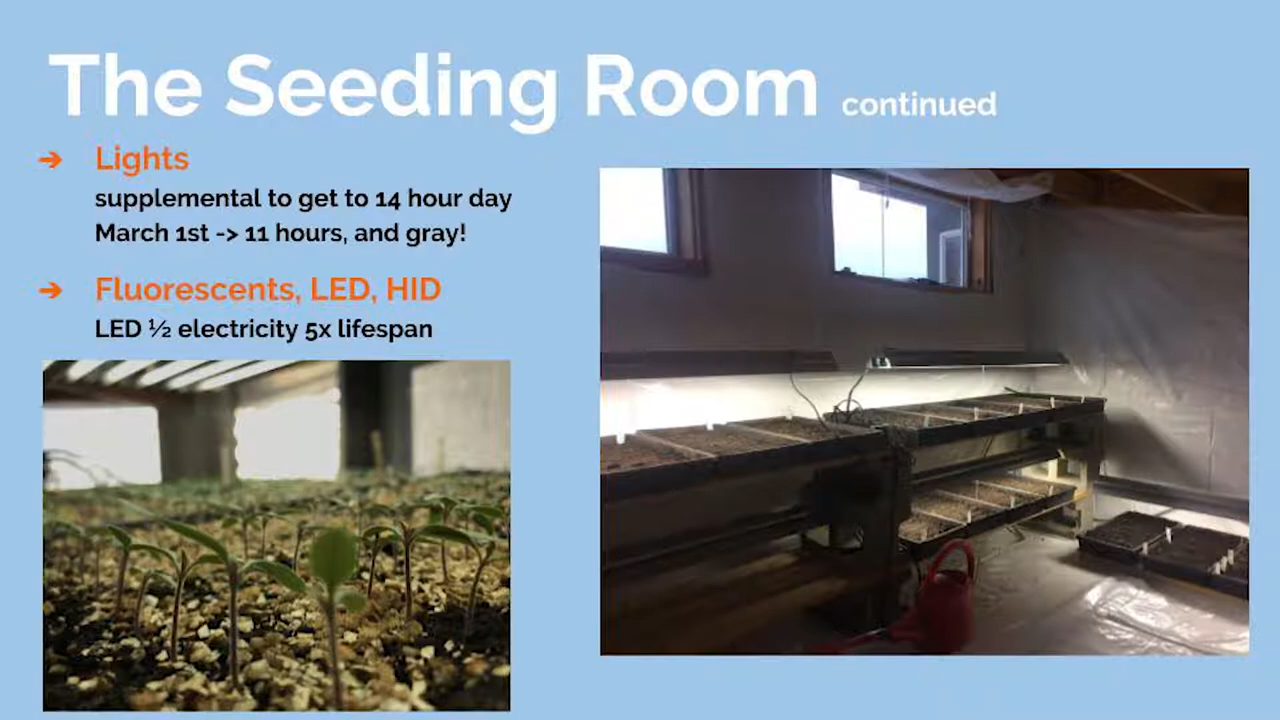 The Seeding Room continued
➔ Lights
supplemental to get to 14 hour day
March 1st -> 11 hours, and gray!
➔ Fluorescents, LED, HID
LED ½ electricity 5x lifespan